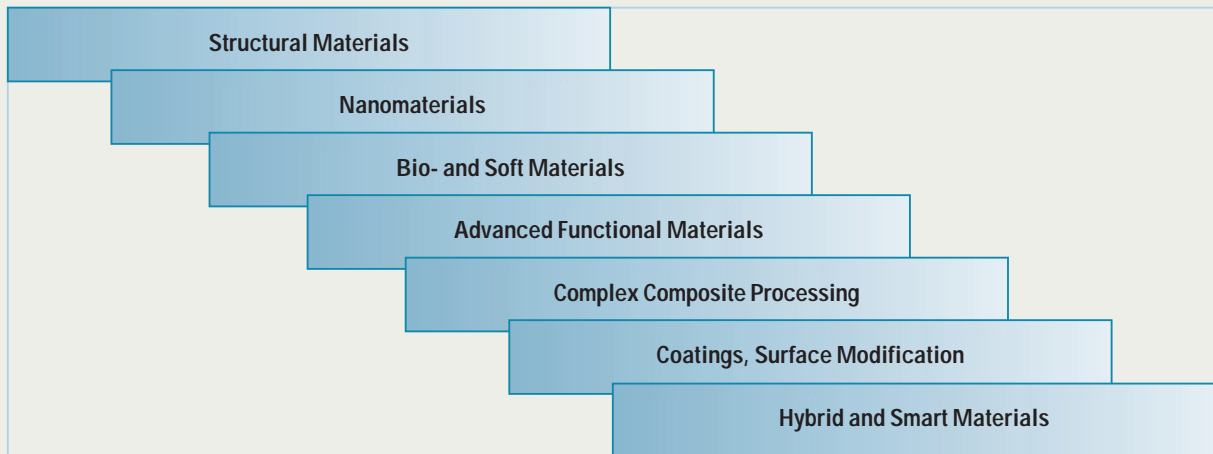 Structural Materials
Nanomaterials
Bio- and Soft Materials
Advanced Functional Materials
Complex Composite Processing
Coatings, Surface Modification
Hybrid and Smart Materials